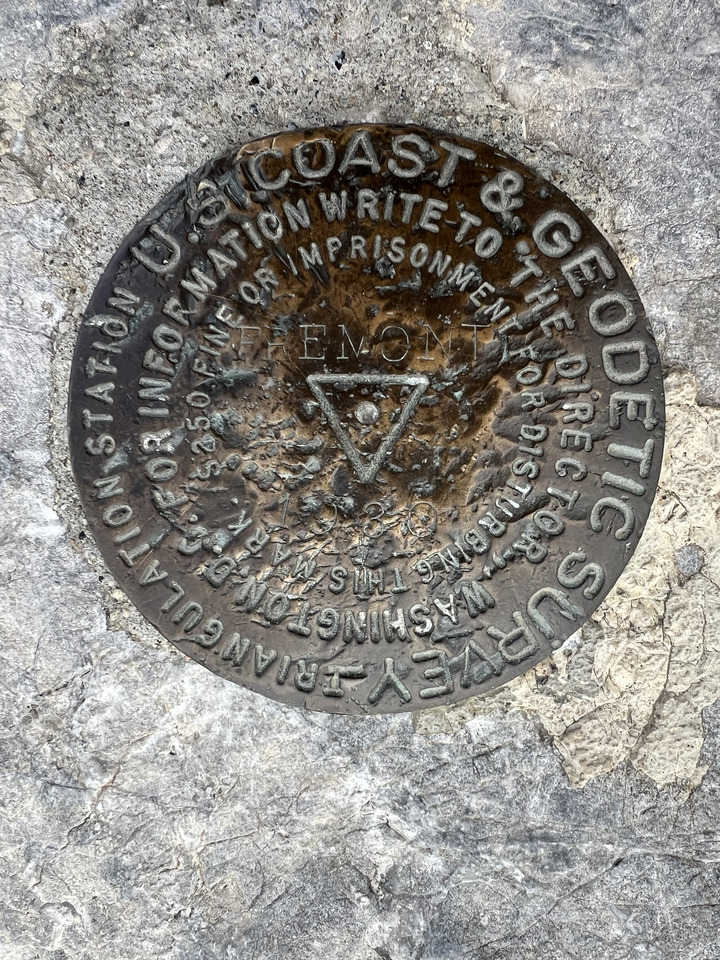 U.S. COAST & GEODETIC SURVEY
TRIANGULATION STATION
FOR INFORMATION WRITE TO THE DIRECTOR, WASHINGTON, D.C.
$250 FINE OR IMPRISONMENT FOR DISTURBING THIS MARK.
FREMONT
1939